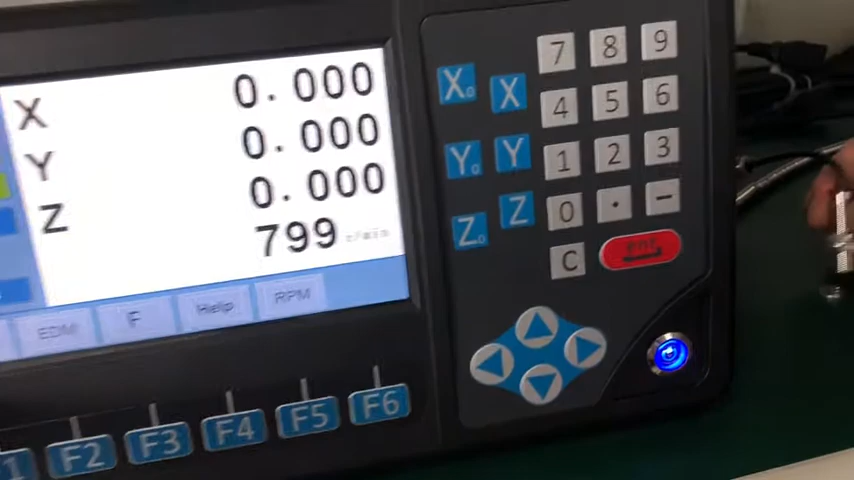 X 0.000
Y 0.000
Z 0.000
799 r/min
EDM F Help RPM
F2 F3 F4 F5 F6
X₀ X 7 8 9
4 5 6
Y₀ Y 1 2 3
Z₀ Z 0 . -
C ent